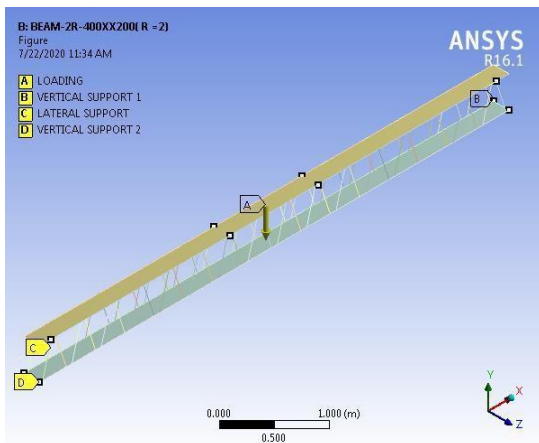 B: BEAM-2R-400XX200( R =2)
Figure
7/22/2020 11:34 AM
A LOADING
B VERTICAL SUPPORT 1
C LATERAL SUPPORT
D VERTICAL SUPPORT 2
ANSYS
R16.1
B
A
C
D
0.000 1.000 (m)
0.500
Y
X
Z